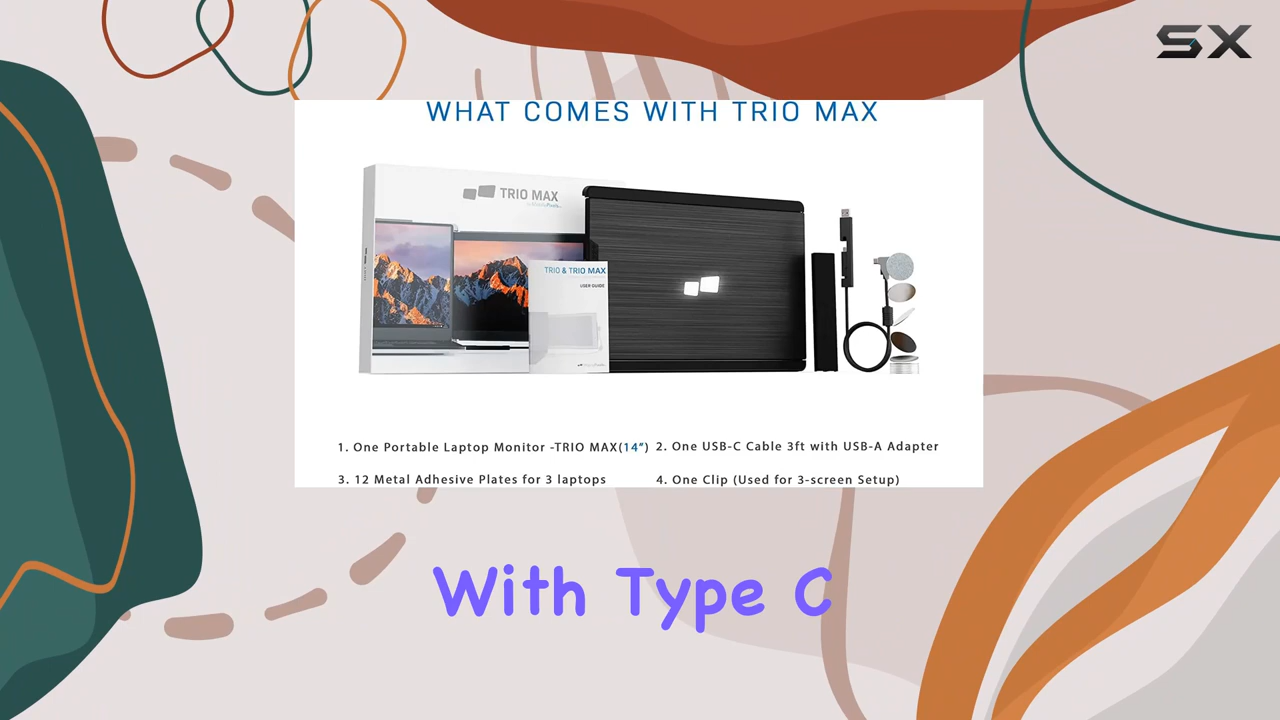 SX
WHAT COMES WITH TRIO MAX
TRIO MAX
TRIO & TRIO MAX
USER GUIDE
1. One Portable Laptop Monitor -TRIO MAX(14") 2. One USB-C Cable 3ft with USB-A Adapter
3. 12 Metal Adhesive Plates for 3 laptops 4. One Clip (Used for 3-screen Setup)
With Type C